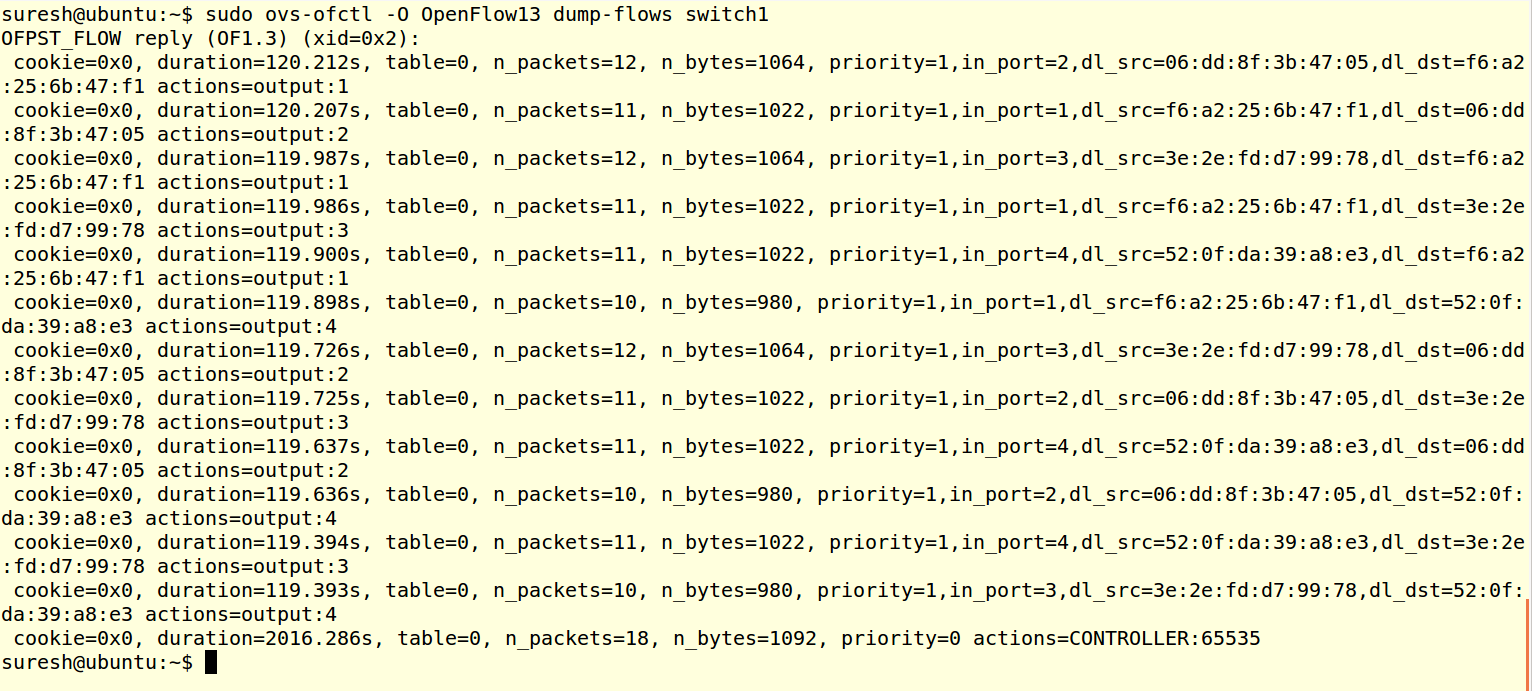 suresh@ubuntu:~$ sudo ovs-ofctl -O OpenFlow13 dump-flows switch1
OFPST_FLOW reply (OF1.3) (xid=0x2):
 cookie=0x0, duration=120.212s, table=0, n_packets=12, n_bytes=1064, priority=1,in_port=2,dl_src=06:dd:8f:3b:47:05,dl_dst=f6:a2
:25:6b:47:f1 actions=output:1
 cookie=0x0, duration=120.207s, table=0, n_packets=11, n_bytes=1022, priority=1,in_port=1,dl_src=f6:a2:25:6b:47:f1,dl_dst=06:dd
:8f:3b:47:05 actions=output:2
 cookie=0x0, duration=119.987s, table=0, n_packets=12, n_bytes=1064, priority=1,in_port=3,dl_src=3e:2e:fd:d7:99:78,dl_dst=f6:a2
:25:6b:47:f1 actions=output:1
 cookie=0x0, duration=119.986s, table=0, n_packets=11, n_bytes=1022, priority=1,in_port=1,dl_src=f6:a2:25:6b:47:f1,dl_dst=3e:2e
:fd:d7:99:78 actions=output:3
 cookie=0x0, duration=119.900s, table=0, n_packets=11, n_bytes=1022, priority=1,in_port=4,dl_src=52:0f:da:39:a8:e3,dl_dst=f6:a2
:25:6b:47:f1 actions=output:1
 cookie=0x0, duration=119.898s, table=0, n_packets=10, n_bytes=980, priority=1,in_port=1,dl_src=f6:a2:25:6b:47:f1,dl_dst=52:0f:
da:39:a8:e3 actions=output:4
 cookie=0x0, duration=119.726s, table=0, n_packets=12, n_bytes=1064, priority=1,in_port=3,dl_src=3e:2e:fd:d7:99:78,dl_dst=06:dd
:8f:3b:47:05 actions=output:2
 cookie=0x0, duration=119.725s, table=0, n_packets=11, n_bytes=1022, priority=1,in_port=2,dl_src=06:dd:8f:3b:47:05,dl_dst=3e:2e
:fd:d7:99:78 actions=output:3
 cookie=0x0, duration=119.637s, table=0, n_packets=11, n_bytes=1022, priority=1,in_port=4,dl_src=52:0f:da:39:a8:e3,dl_dst=06:dd
:8f:3b:47:05 actions=output:2
 cookie=0x0, duration=119.636s, table=0, n_packets=10, n_bytes=980, priority=1,in_port=2,dl_src=06:dd:8f:3b:47:05,dl_dst=52:0f:
da:39:a8:e3 actions=output:4
 cookie=0x0, duration=119.394s, table=0, n_packets=11, n_bytes=1022, priority=1,in_port=4,dl_src=52:0f:da:39:a8:e3,dl_dst=3e:2e
:fd:d7:99:78 actions=output:3
 cookie=0x0, duration=119.393s, table=0, n_packets=10, n_bytes=980, priority=1,in_port=3,dl_src=3e:2e:fd:d7:99:78,dl_dst=52:0f:
da:39:a8:e3 actions=output:4
 cookie=0x0, duration=2016.286s, table=0, n_packets=18, n_bytes=1092, priority=0 actions=CONTROLLER:65535
suresh@ubuntu:~$